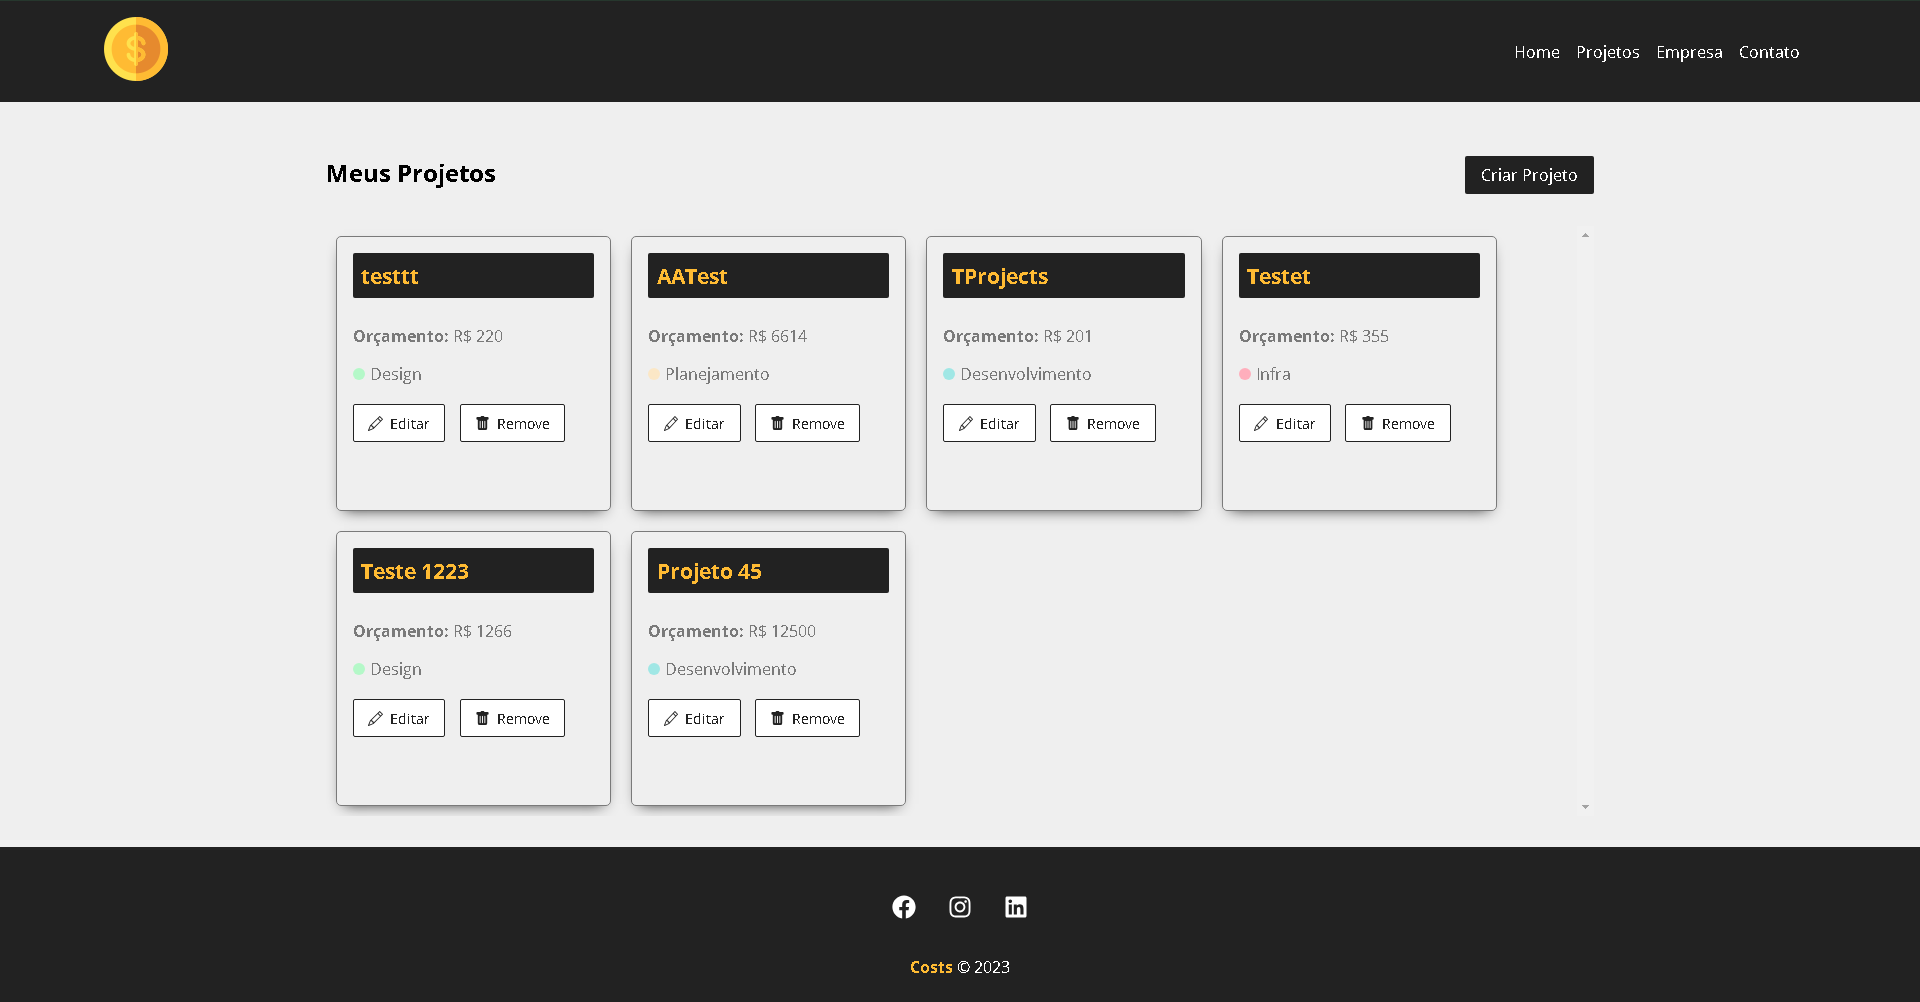 $
Home Projetos Empresa Contato
Meus Projetos
Criar Projeto
testtt
Orçamento: R$ 220
Design
Editar Remove
AATest
Orçamento: R$ 6614
Planejamento
Editar Remove
TProjects
Orçamento: R$ 201
Desenvolvimento
Editar Remove
Testet
Orçamento: R$ 355
Infra
Editar Remove
Teste 1223
Orçamento: R$ 1266
Design
Editar Remove
Projeto 45
Orçamento: R$ 12500
Desenvolvimento
Editar Remove
Costs © 2023